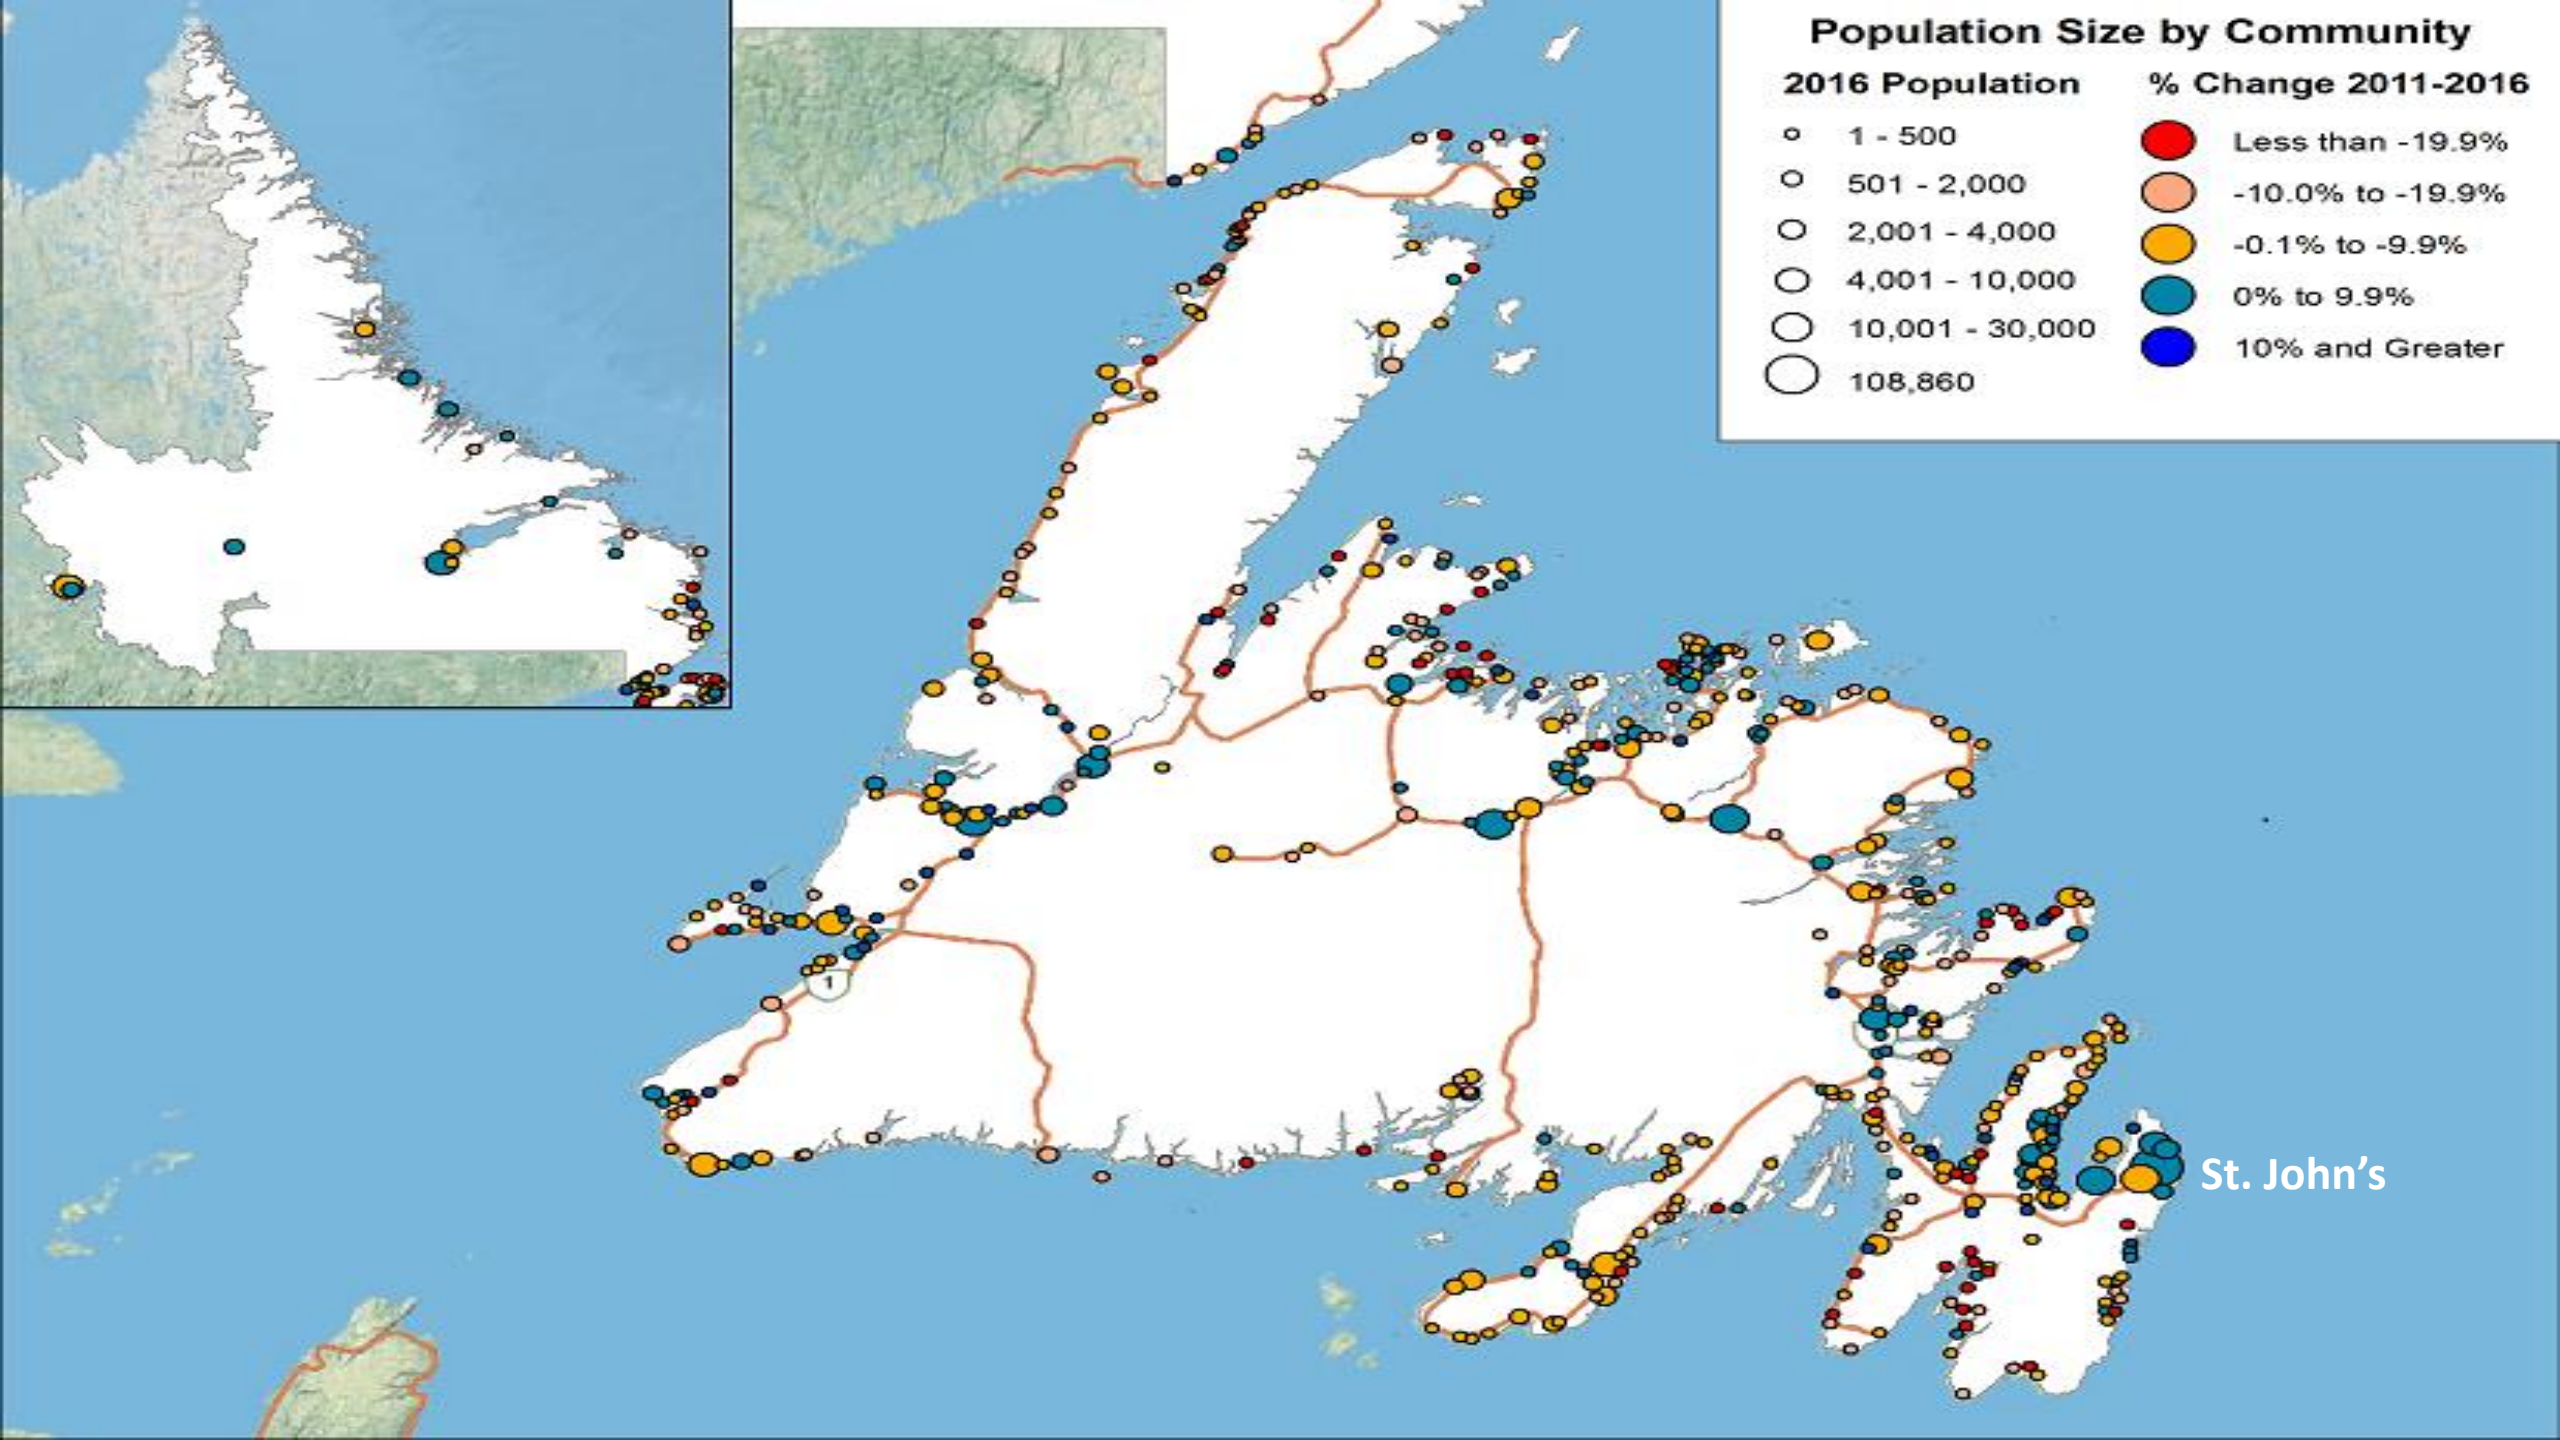 Population Size by Community
2016 Population
1 - 500
501 - 2,000
2,001 - 4,000
4,001 - 10,000
10,001 - 30,000
108,860
% Change 2011-2016
Less than -19.9%
-10.0% to -19.9%
-0.1% to -9.9%
0% to 9.9%
10% and Greater
1
St. John’s